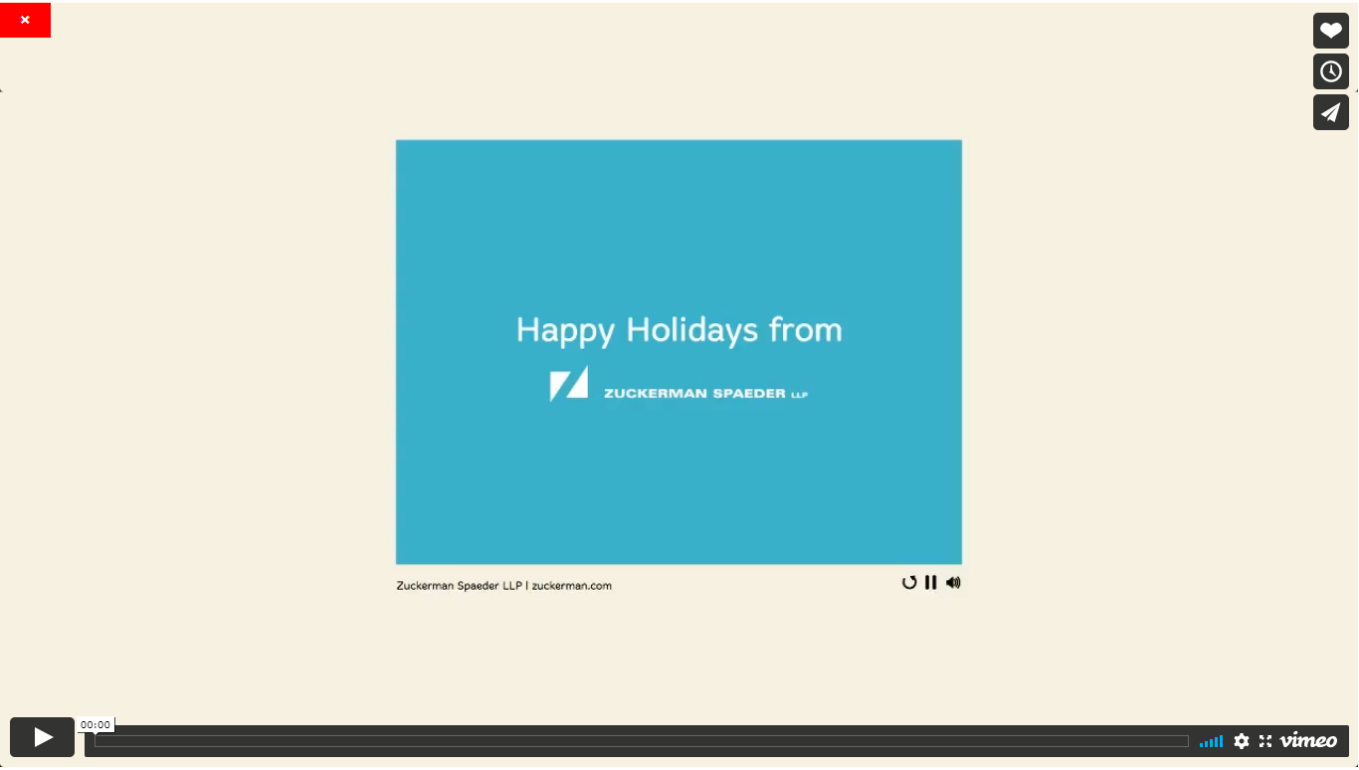 Happy Holidays from
ZUCKERMAN SPAEDER LLP
Zuckerman Spaeder LLP | zuckerman.com
00:00
vimeo